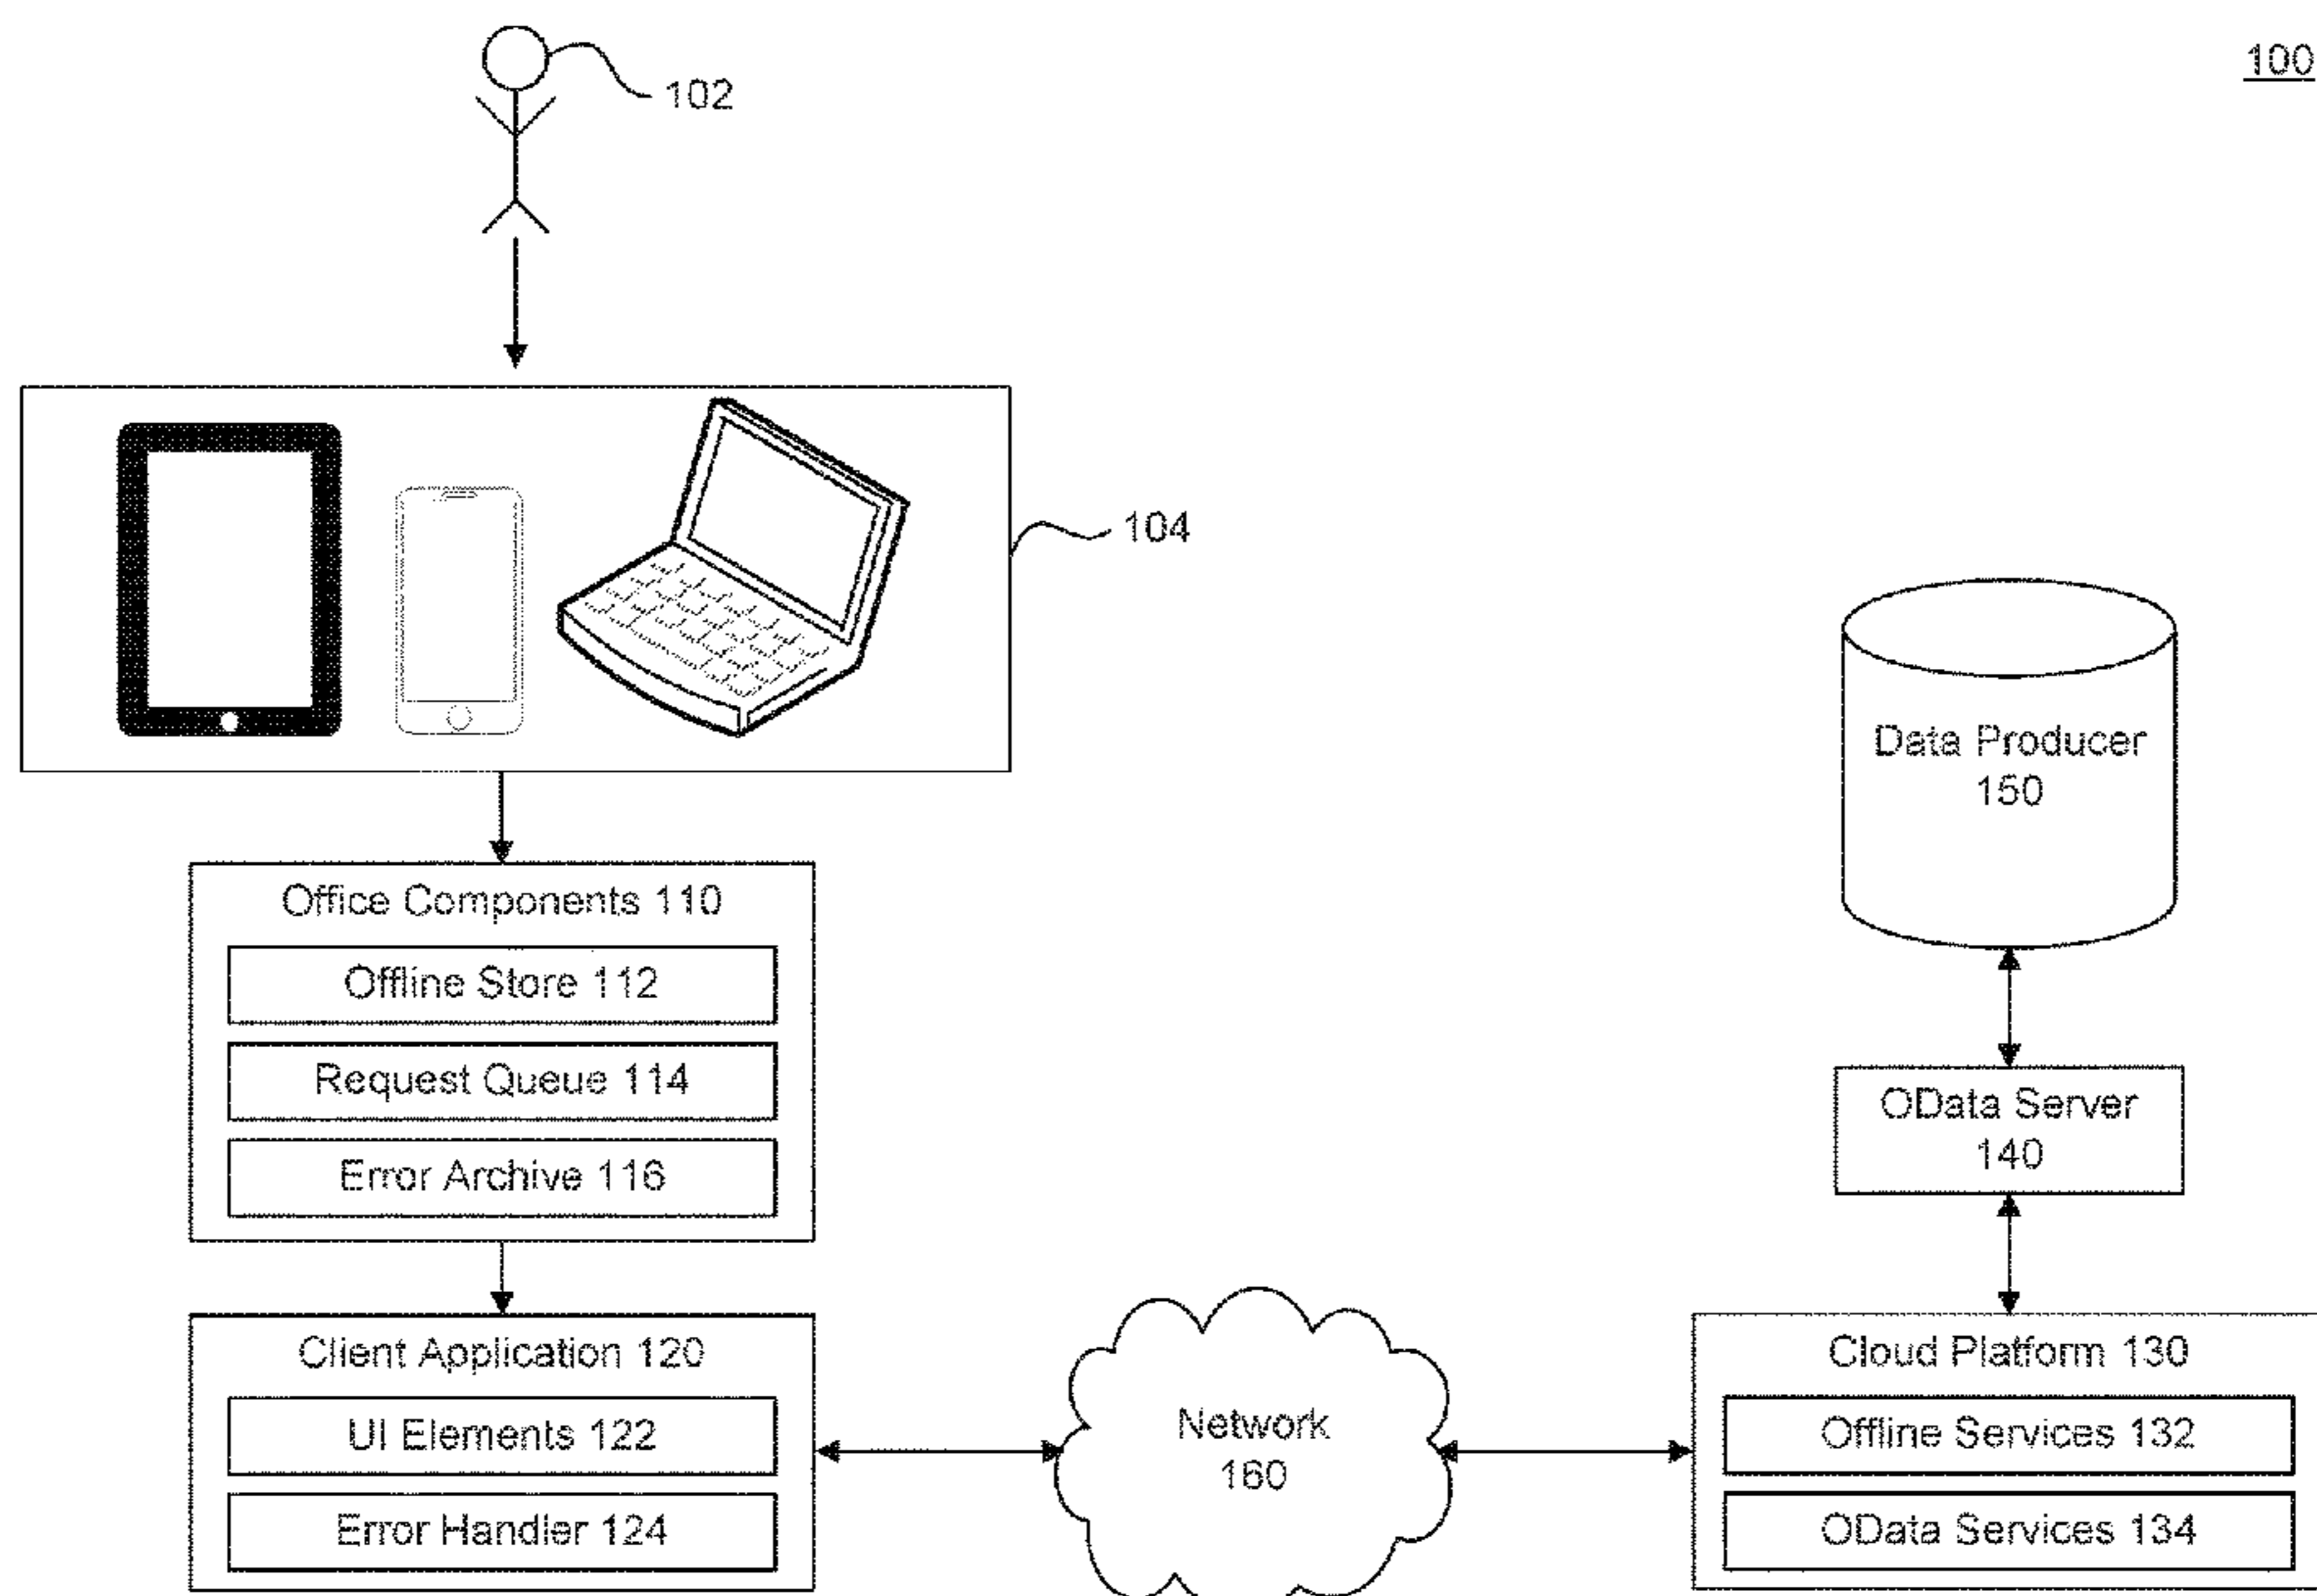 100
102
104
Data Producer
150
Office Components 110
Offline Store 112
Request Queue 114
Error Archive 116
OData Server
140
Client Application 120
UI Elements 122
Error Handler 124
Network
160
Cloud Platform 130
Offline Services 132
OData Services 134